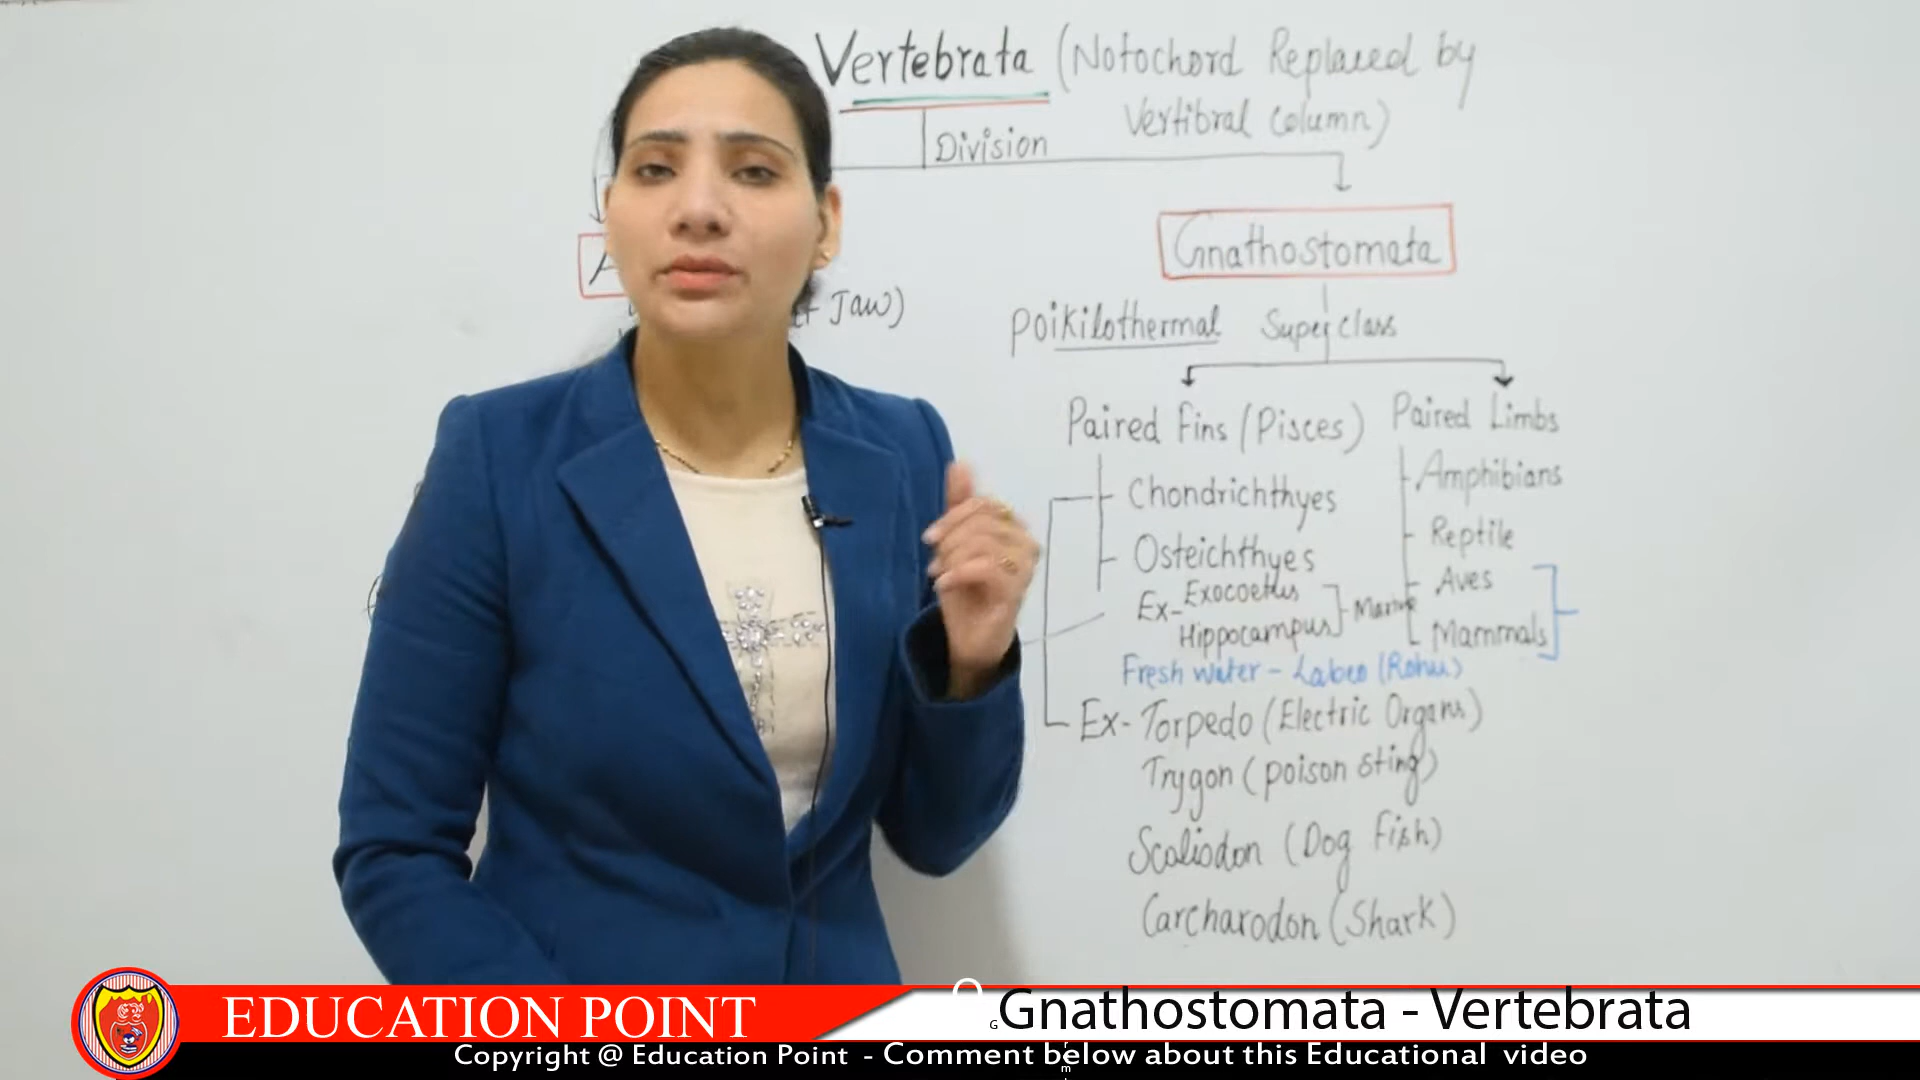 Vertebrata (Notochord Replaced by
Vertibral Column)
Division
A
Jaw)
Gnathostomata
Poikilothermal Super class
Paired Fins (Pisces)
Chondrichthyes
Osteichthyes
Ex- Exocoetus
Hippocampus
Marine
Fresh water - Labeo (Rohu)
Ex- Torpedo (Electric Organs)
Trygon (poison sting)
Scoliodon (Dog Fish)
Carcharodon (Shark)
Paired Limbs
Amphibians
Reptile
Aves
Mammals
EDUCATION POINT
Gnathostomata - Vertebrata
Copyright @ Education Point - Comment below about this Educational video